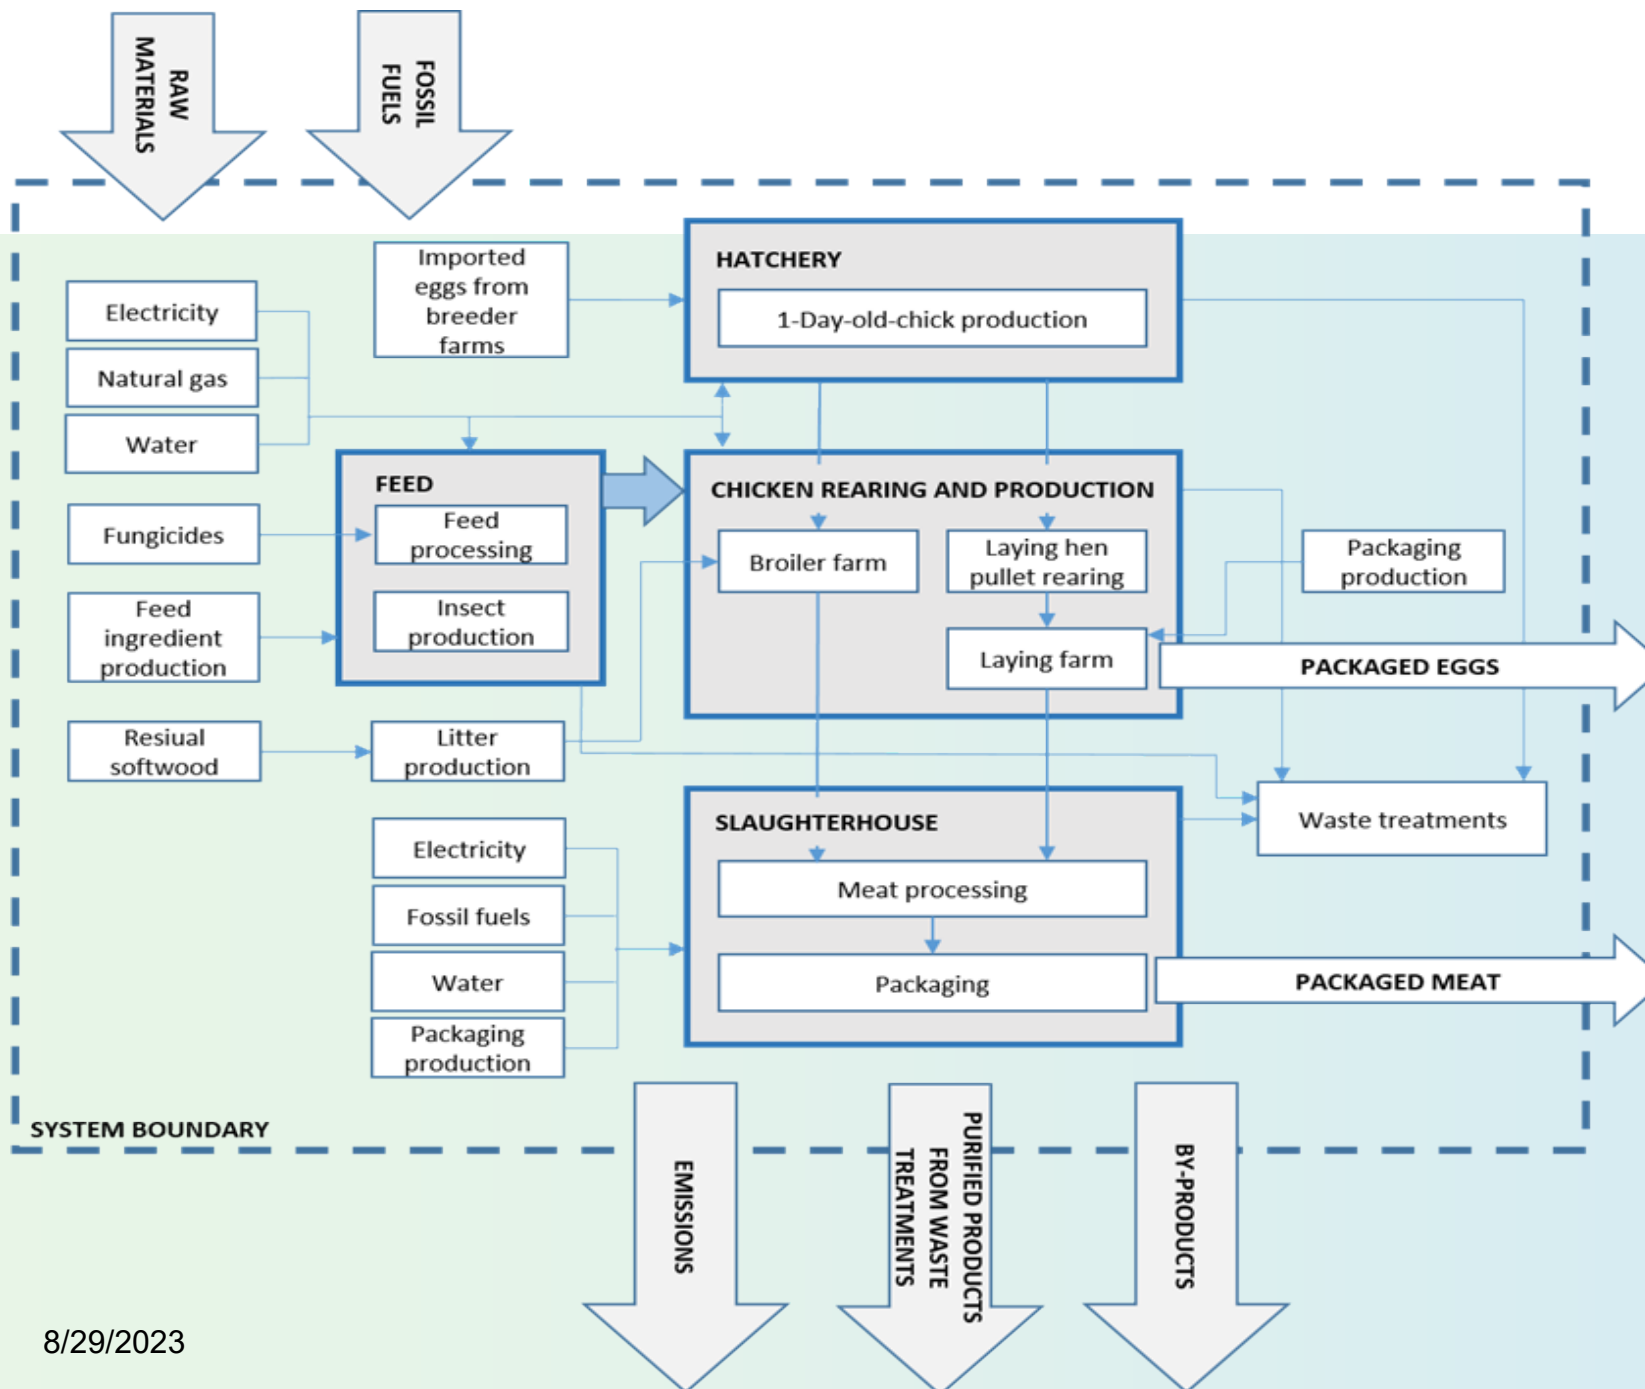 RAW
MATERIALS
FOSSIL
FUELS
Imported
eggs from
breeder
farms
HATCHERY
1-Day-old-chick production
Electricity
Natural gas
Water
FEED
Feed
processing
Insect
production
CHICKEN REARING AND PRODUCTION
Broiler farm
Laying hen
pullet rearing
Laying farm
Packaging
production
Fungicides
Feed
ingredient
production
PACKAGED EGGS
Resiual
softwood
Litter
production
Waste treatments
SLAUGHTERHOUSE
Meat processing
Packaging
Electricity
Fossil fuels
Water
Packaging
production
PACKAGED MEAT
SYSTEM BOUNDARY
EMISSIONS
PURIFIED PRODUCTS
FROM WASTE
TREATMENTS
BY-PRODUCTS
8/29/2023